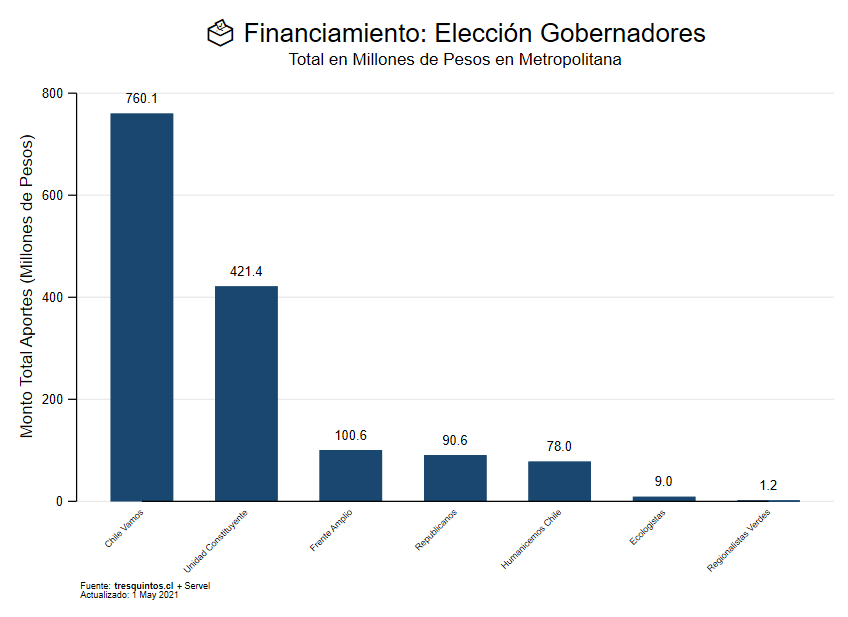 Financiamiento: Elección Gobernadores
Total en Millones de Pesos en Metropolitana
Monto Total Aportes (Millones de Pesos)
800
600
400
200
0
760.1
421.4
100.6
90.6
78.0
9.0
1.2
Chile Vamos
Unidad Constituyente
Frente Amplio
Republicanos
Humanicemos Chile
Ecologistas
Regionalistas Verdes
Fuente: tresquintos.cl + Servel
Actualizado: 1 May 2021